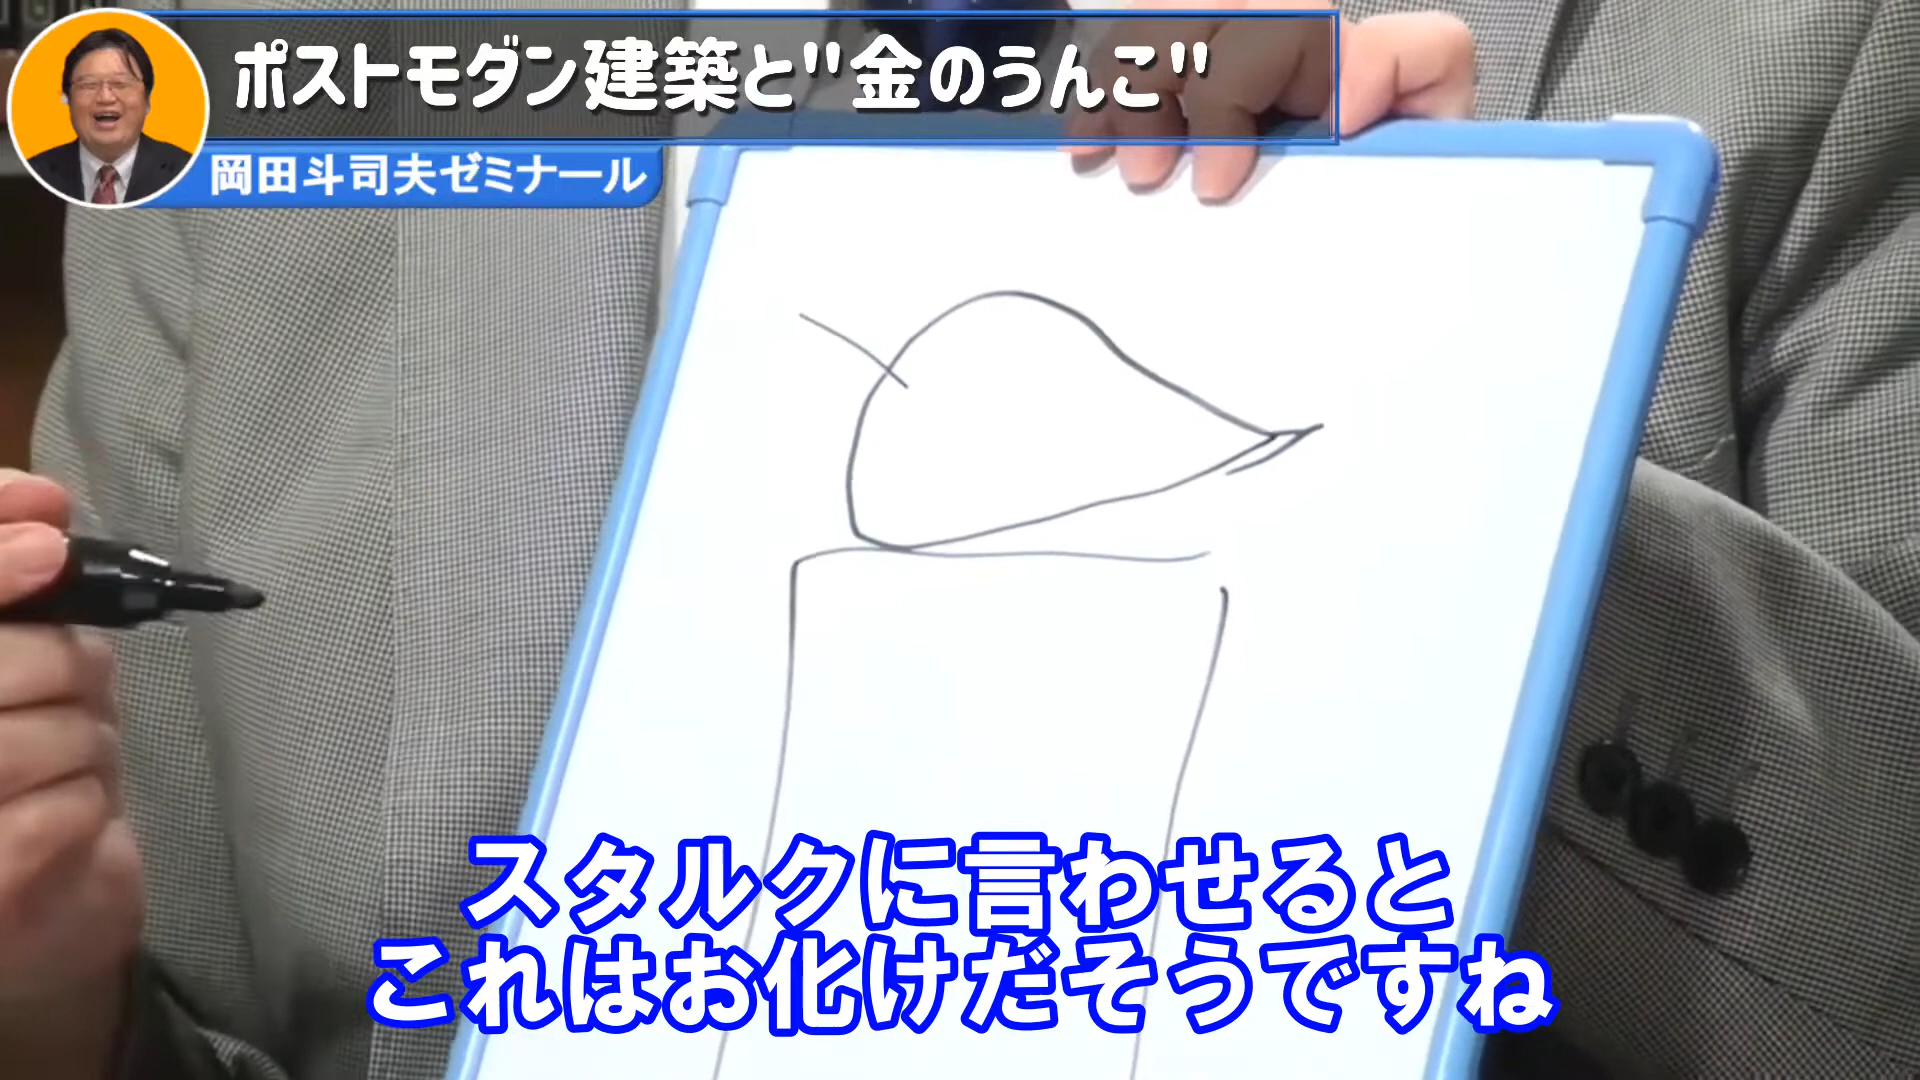 ポストモダン建築と"金のうんこ"
岡田斗司夫ゼミナール
スタルクに言わせると
これはお化けだそうですね